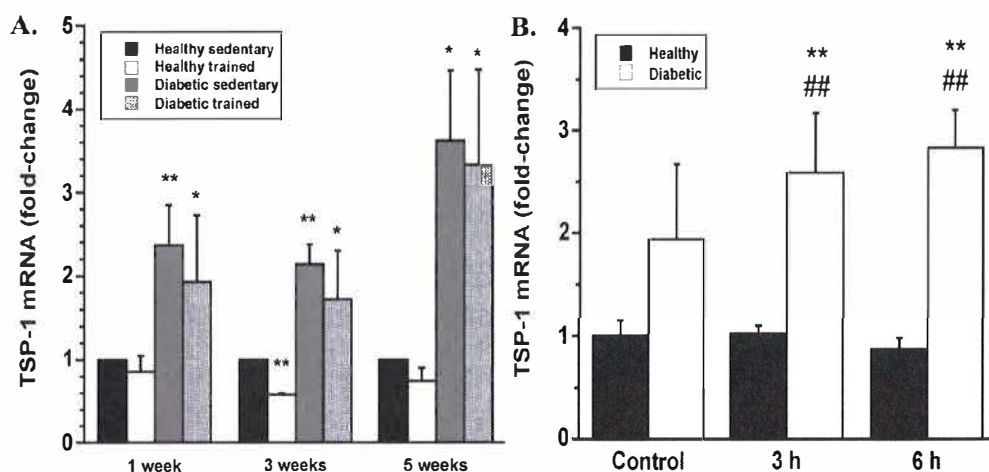 A.
TSP-1 mRNA (fold-change)
5
4
3
2
1
0
Healthy sedentary
Healthy trained
Diabetic sedentary
Diabetic trained
** *
** ** *
* *
1 week 3 weeks 5 weeks
B.
TSP-1 mRNA (fold-change)
4
3
2
1
0
Healthy
Diabetic
** **
## ##
Control 3 h 6 h